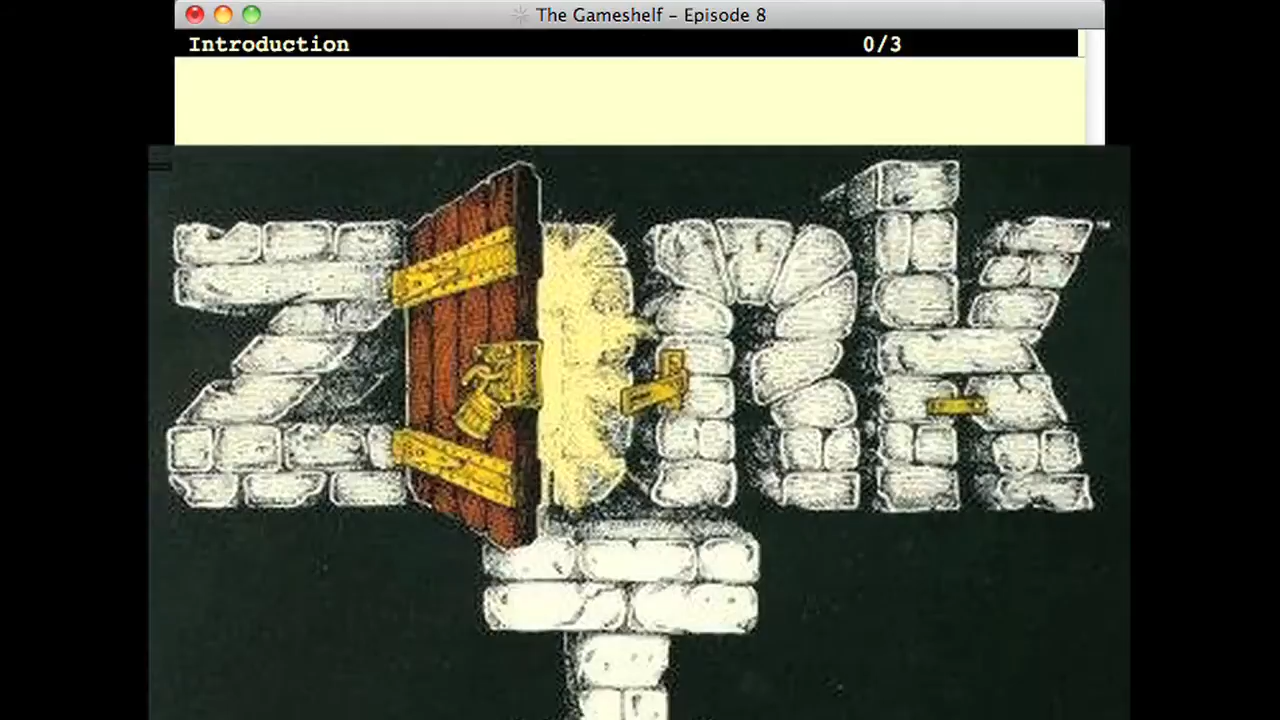 The Gameshelf – Episode 8
Introduction 0/3
ZORK
I